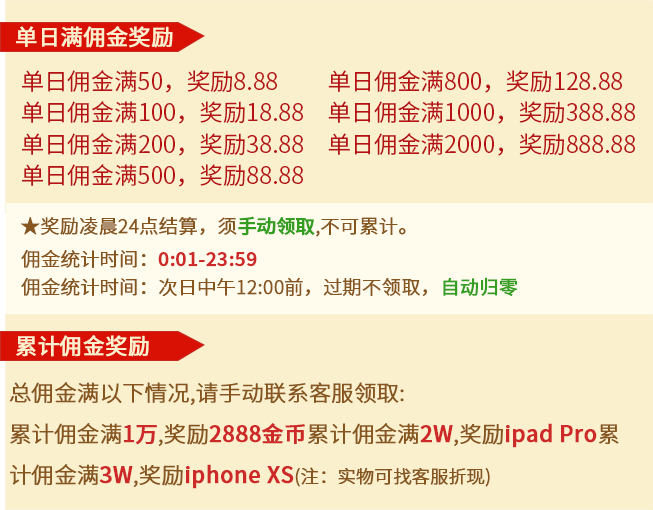 单日满佣金奖励
单日佣金满50，奖励8.88
单日佣金满800，奖励128.88
单日佣金满100，奖励18.88
单日佣金满1000，奖励388.88
单日佣金满200，奖励38.88
单日佣金满2000，奖励888.88
单日佣金满500，奖励88.88
★奖励凌晨24点结算，须手动领取,不可累计。
佣金统计时间：0:01-23:59
佣金统计时间：次日中午12:00前，过期不领取，自动归零
累计佣金奖励
总佣金满以下情况,请手动联系客服领取:
累计佣金满1万,奖励2888金币累计佣金满2W,奖励ipad Pro累
计佣金满3W,奖励iphone XS(注：实物可找客服折现)